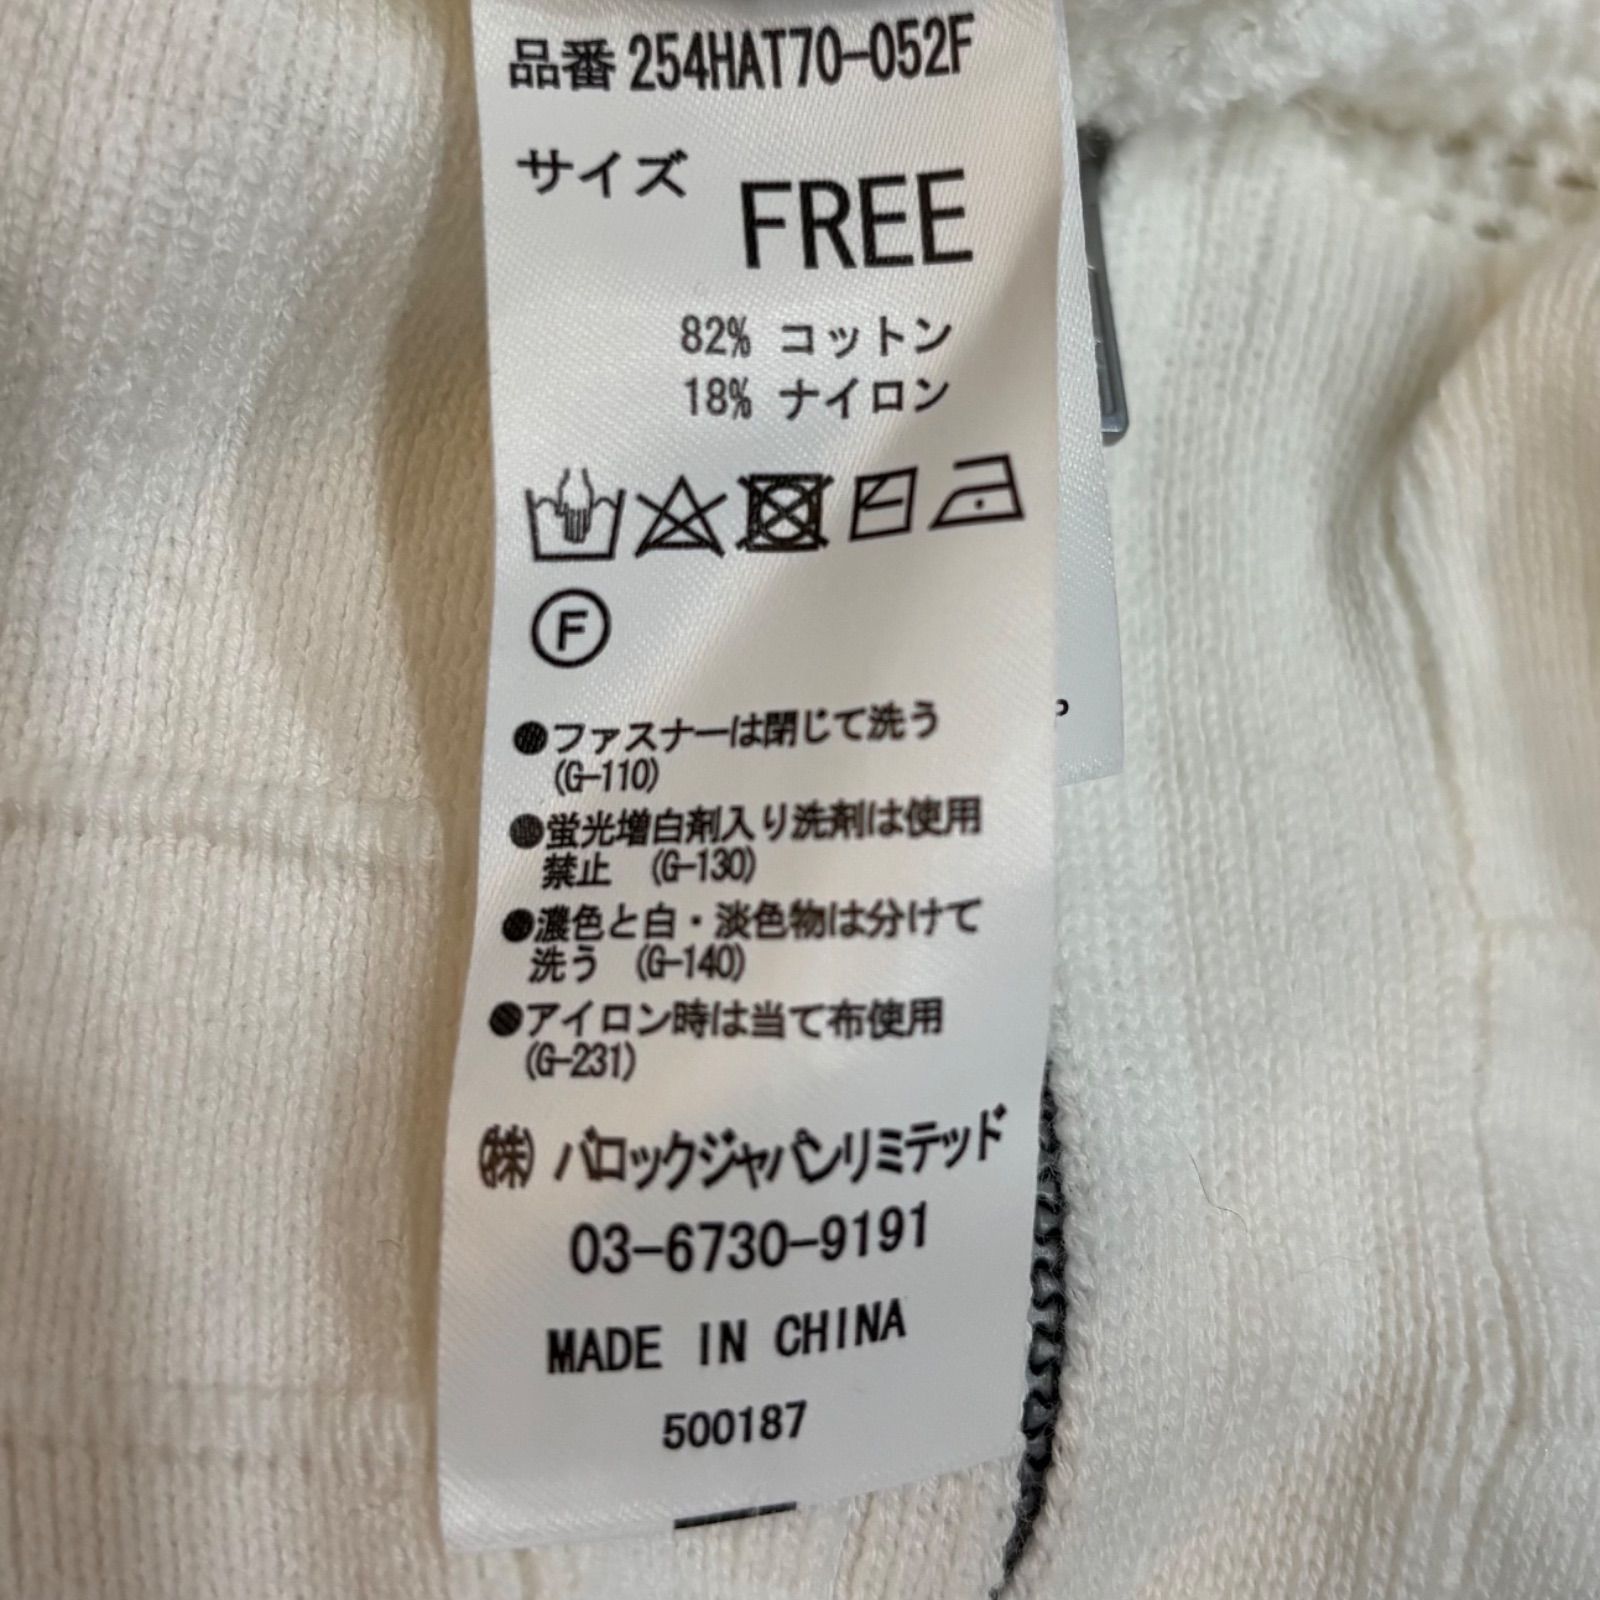 品番 254HAT70-052F
サイズ
FREE
82% コットン
18% ナイロン
F
●ファスナーは閉じて洗う
(G-110)
●蛍光増白剤入り洗剤は使用
禁止 (G-130)
●濃色と白・淡色物は分けて
洗う (G-140)
●アイロン時は当て布使用
(G-231)
㈱ バロックジャパンリミテッド
03-6730-9191
MADE IN CHINA
500187